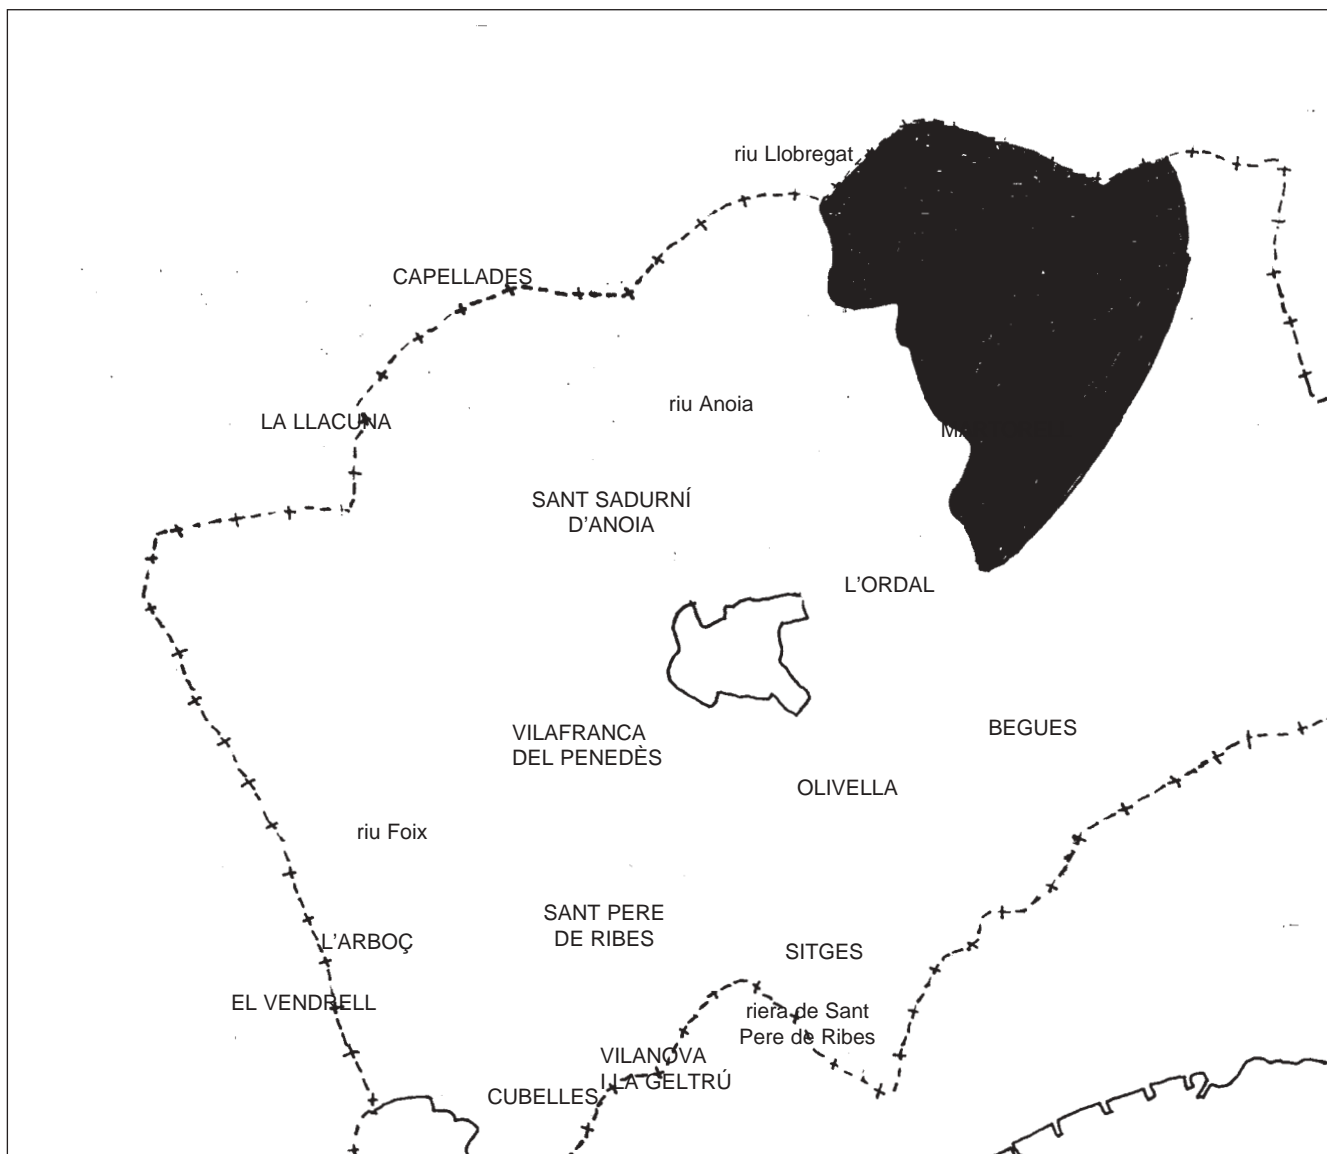 riu Llobregat
CAPELLADES
riu Anoia
LA LLACUNA
SANT SADURNÍ
D'ANOIA
L'ORDAL
BEGUES
VILAFRANCA
DEL PENEDÈS
OLIVELLA
riu Foix
SANT PERE
DE RIBES
L'ARBOÇ
SITGES
EL VENDRELL
riera de Sant
Pere de Ribes
VILANOVA
I LA GELTRÚ
CUBELLES